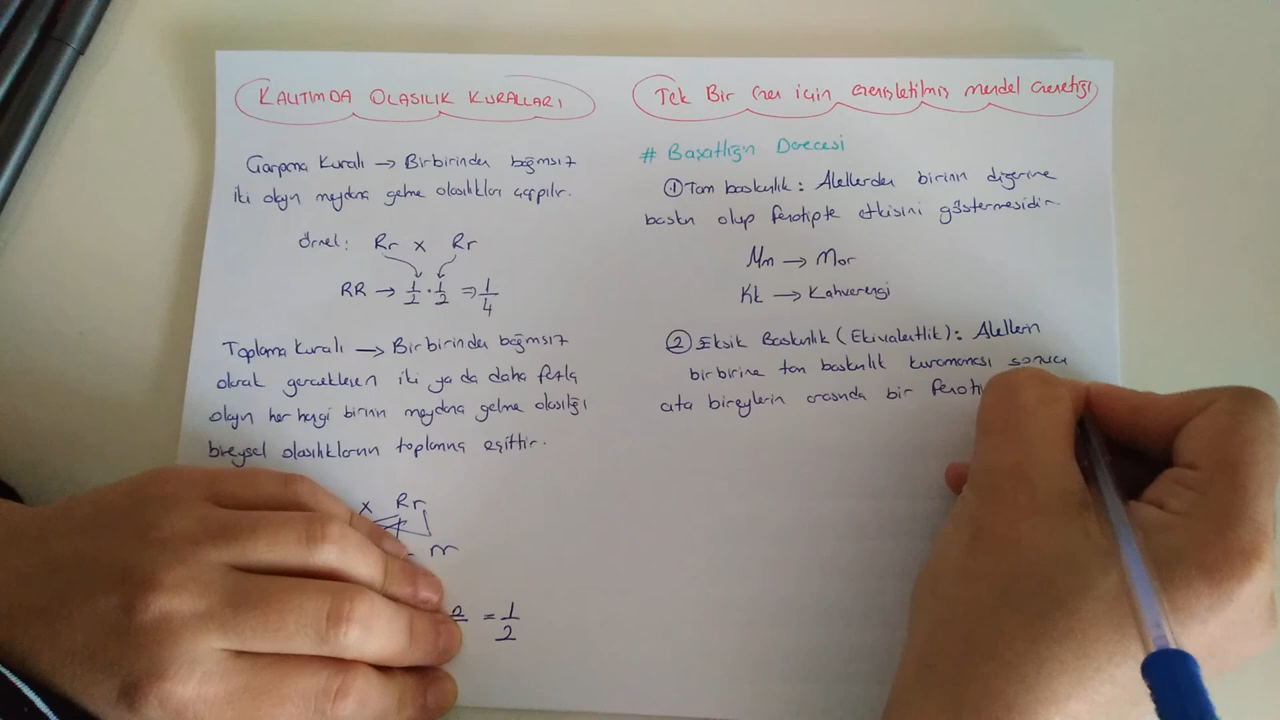 KALITIMDA OLASILIK KURALLARI
Çarpma Kuralı → Birbirinden bağımsız
iki olayın meydana gelme olasılıkları çarpılır.
Örnek: Rr x Rr
RR → 1/2 · 1/2 ⇒ 1/4
Toplama Kuralı → Birbirinden bağımsız
olarak gerçekleşen iki ya da daha fazla
olayın her hangi birinin meydana gelme olasılığı
bireysel olasılıkların toplamına eşittir.
x Rr
rr
= 1/2
Tek Bir Gen için Genişletilmiş mendel Genetiği
# Başatlığın Derecesi
① Tam baskınlık: Alellerden birinin diğerine
baskın olup fenotipte etkisini göstermesidir.
Mm → Mor
Kk → Kahverengi
② Eksik Baskınlık (Ekivalentlik): Alellerin
birbirine tam baskınlık kuramaması sonucu
ata bireylerin arasında bir